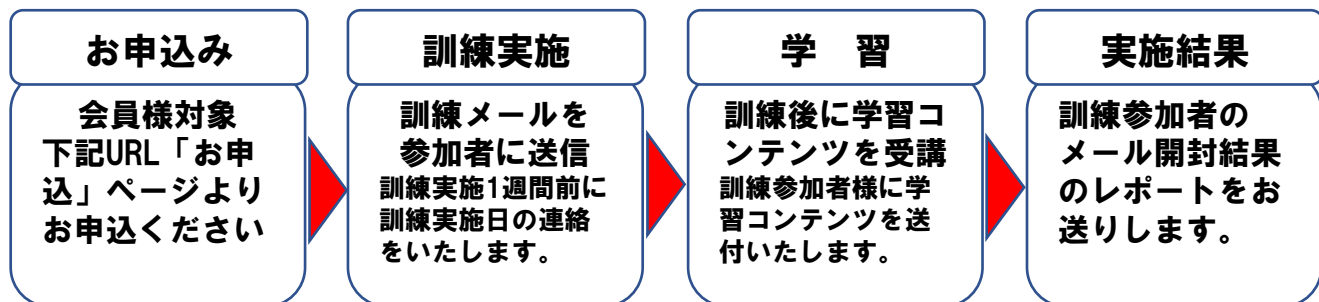 お申込み
会員様対象
下記URL「お申
込」ページより
お申込ください
訓練実施
訓練メールを
参加者に送信
訓練実施1週間前に
訓練実施日の連絡
をいたします。
学　習
訓練後に学習コ
ンテンツを受講
訓練参加者様に学
習コンテンツを送
付いたします。
実施結果
訓練参加者の
メール開封結果
のレポートをお
送りします。